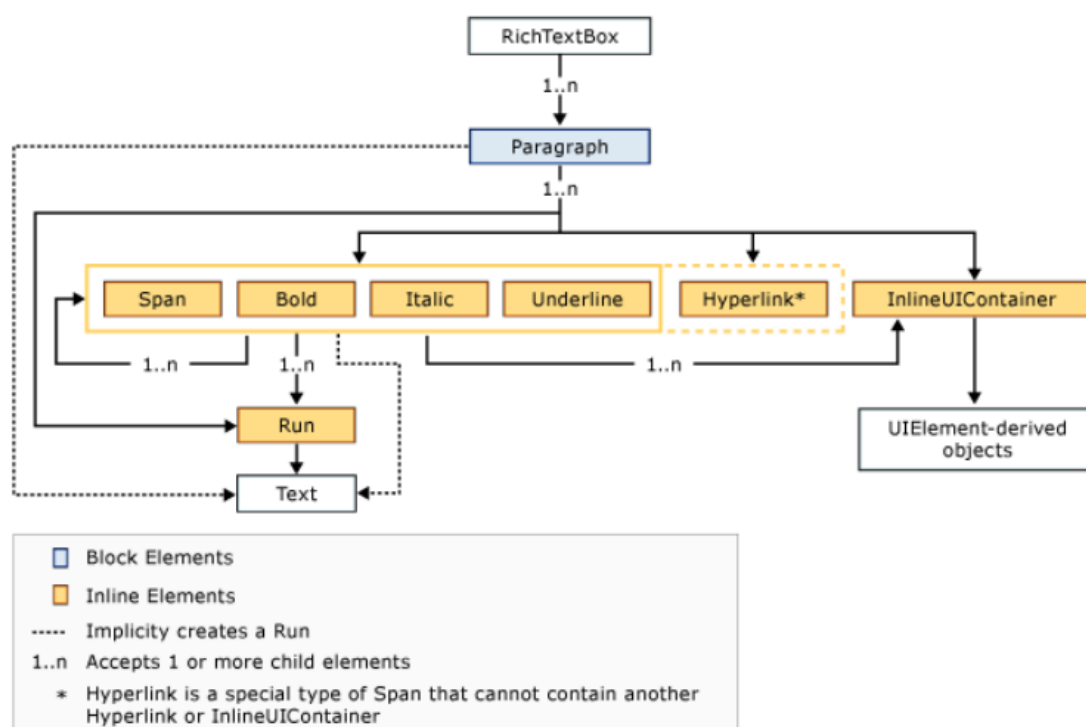 RichTextBox
1..n
Paragraph
1..n
Span
Bold
Italic
Underline
Hyperlink*
InlineUIContainer
1..n
1..n
1..n
Run
UIElement-derived
objects
Text
Block Elements
Inline Elements
----- Implicity creates a Run
1..n Accepts 1 or more child elements
* Hyperlink is a special type of Span that cannot contain another
Hyperlink or InlineUIContainer